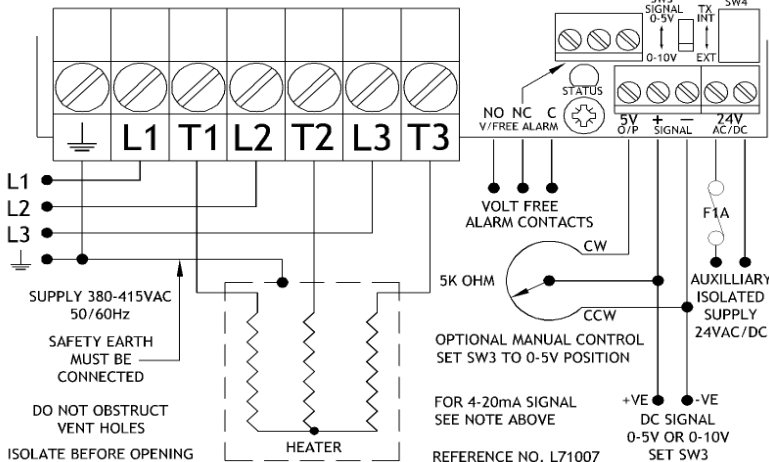 SW3
SIGNAL
0-5V
0-10V
TX
INT
EXT
SW4
STATUS
NO NC C
V/FREE ALARM
5V
O/P
+ −
SIGNAL
24V
AC/DC
L1 T1 L2 T2 L3 T3
L1
L2
L3
VOLT FREE
ALARM CONTACTS
F1A
CW
5K OHM
CCW
AUXILLIARY
ISOLATED
SUPPLY
24VAC/DC
SUPPLY 380-415VAC
50/60Hz
SAFETY EARTH
MUST BE
CONNECTED
OPTIONAL MANUAL CONTROL
SET SW3 TO 0-5V POSITION
DO NOT OBSTRUCT
VENT HOLES
FOR 4-20mA SIGNAL
SEE NOTE ABOVE
+VE -VE
DC SIGNAL
0-5V OR 0-10V
SET SW3
ISOLATE BEFORE OPENING
HEATER
REFERENCE NO. L71007